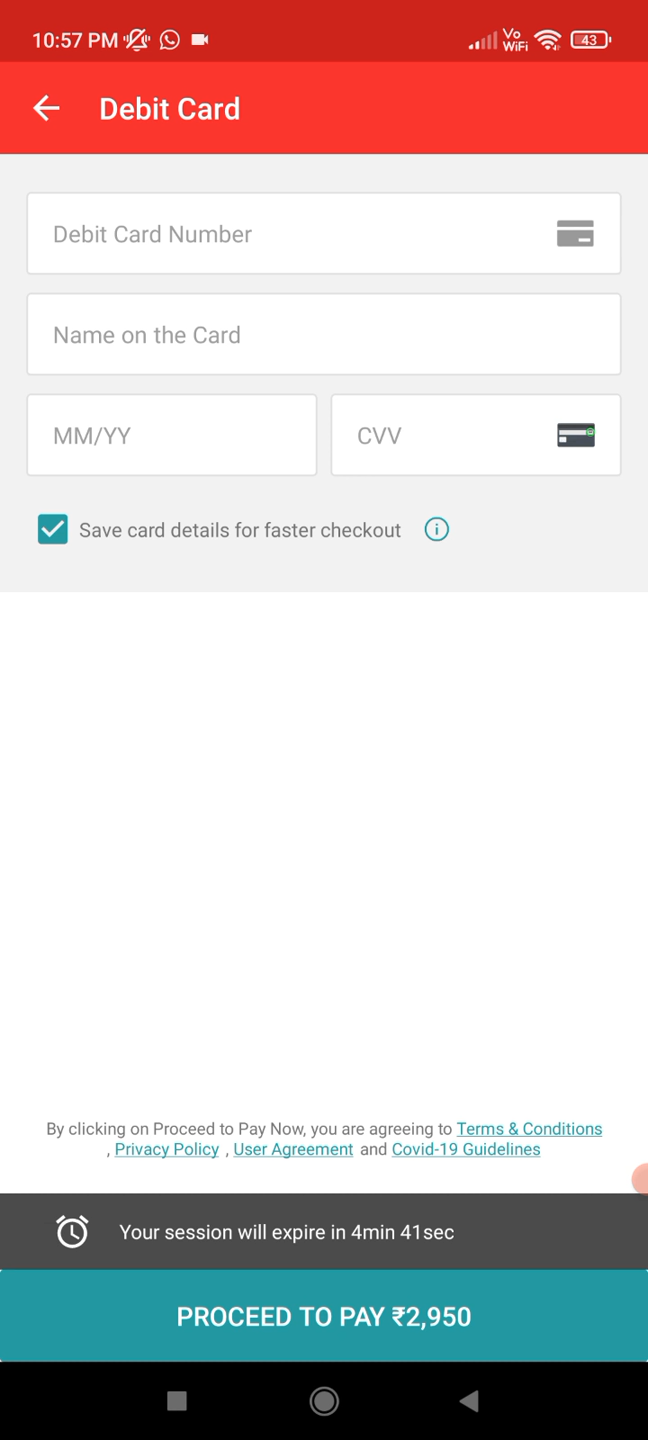 10:57 PM
Vo
WiFi
43
Debit Card
Debit Card Number
Name on the Card
MM/YY
CVV
Save card details for faster checkout
By clicking on Proceed to Pay Now, you are agreeing to Terms & Conditions
, Privacy Policy , User Agreement and Covid-19 Guidelines
Your session will expire in 4min 41sec
PROCEED TO PAY ₹2,950